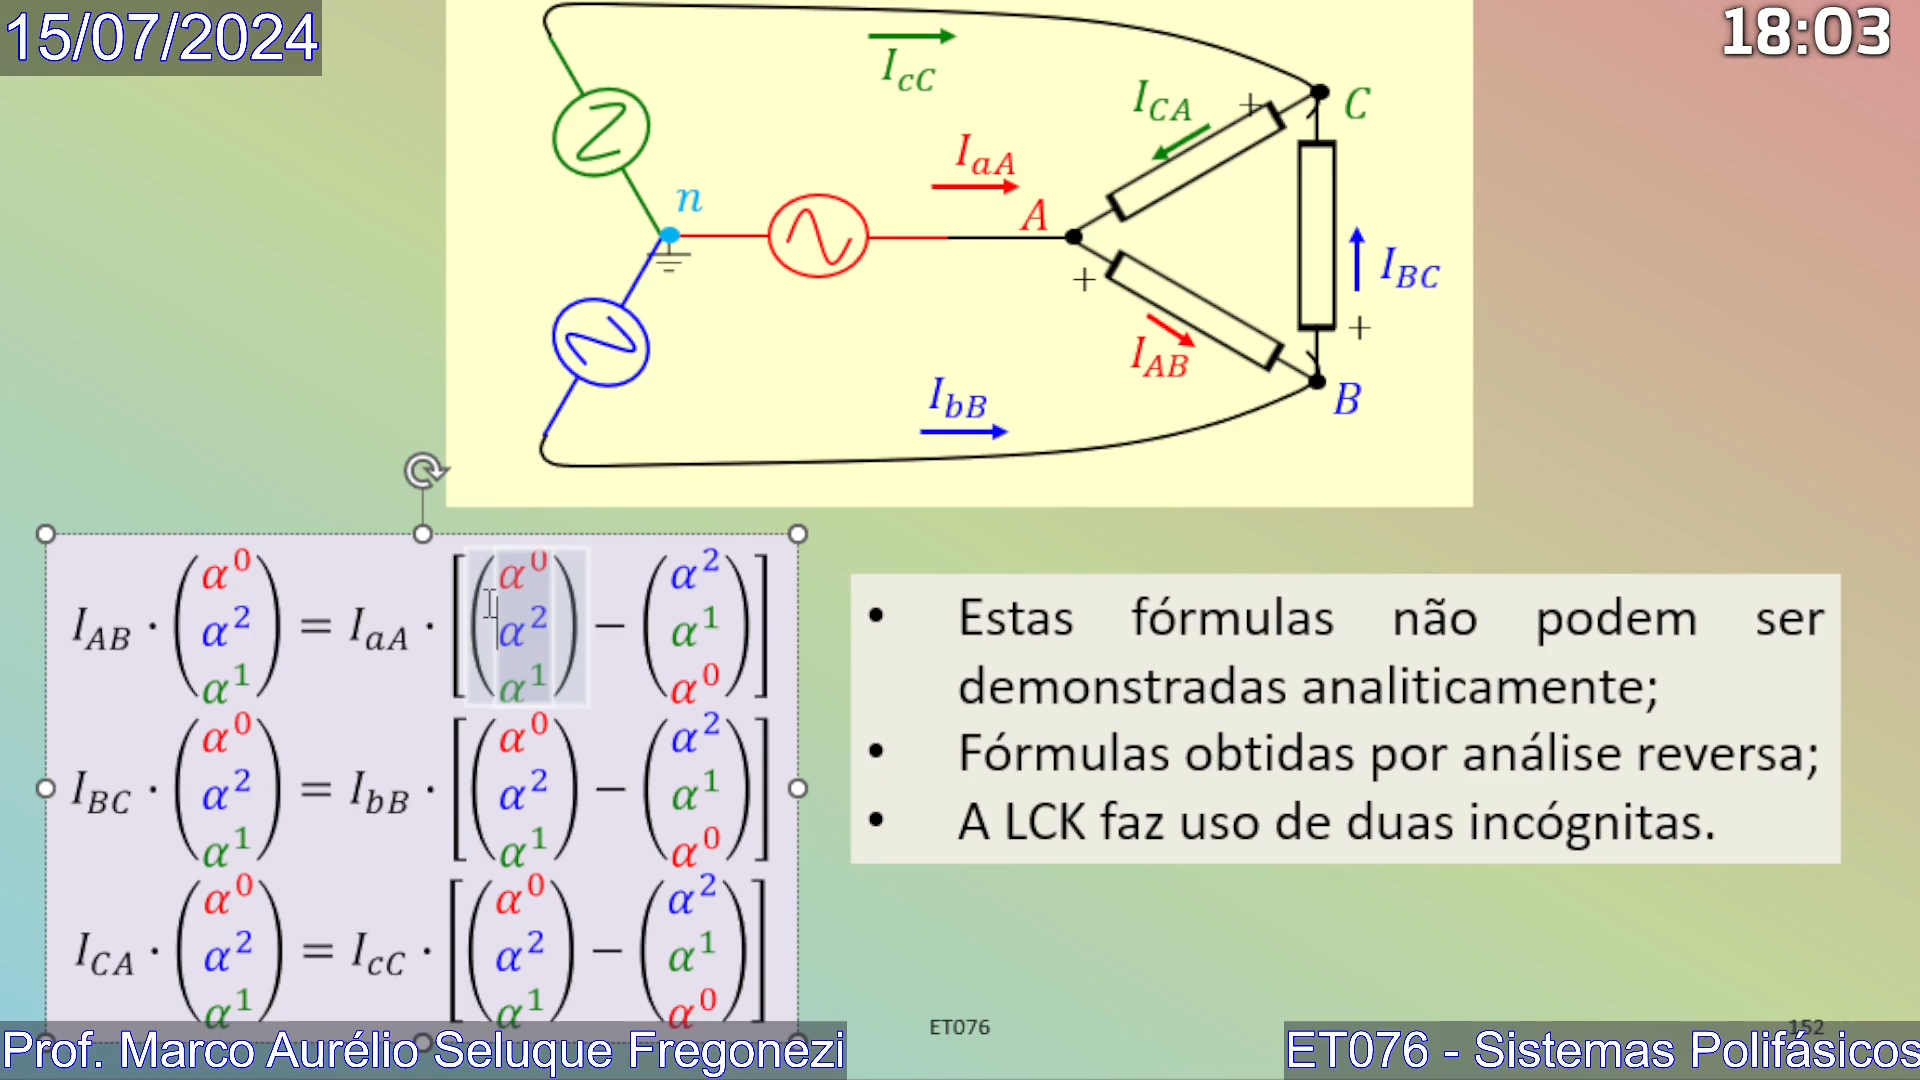 15/07/2024
18:03
I_cC
I_CA
+
C
I_aA
n
A
+
I_BC
+
I_AB
I_bB
B
I_AB · (α^0 α^2 α^1) = I_aA · [(α^0 α^2 α^1) − (α^2 α^1 α^0)]
I_BC · (α^0 α^2 α^1) = I_bB · [(α^0 α^2 α^1) − (α^2 α^1 α^0)]
I_CA · (α^0 α^2 α^1) = I_cC · [(α^0 α^2 α^1) − (α^2 α^1 α^0)]
• Estas fórmulas não podem ser
demonstradas analiticamente;
• Fórmulas obtidas por análise reversa;
• A LCK faz uso de duas incógnitas.
ET076
152
Prof. Marco Aurélio Seluque Fregonezi
ET076 - Sistemas Polifásicos